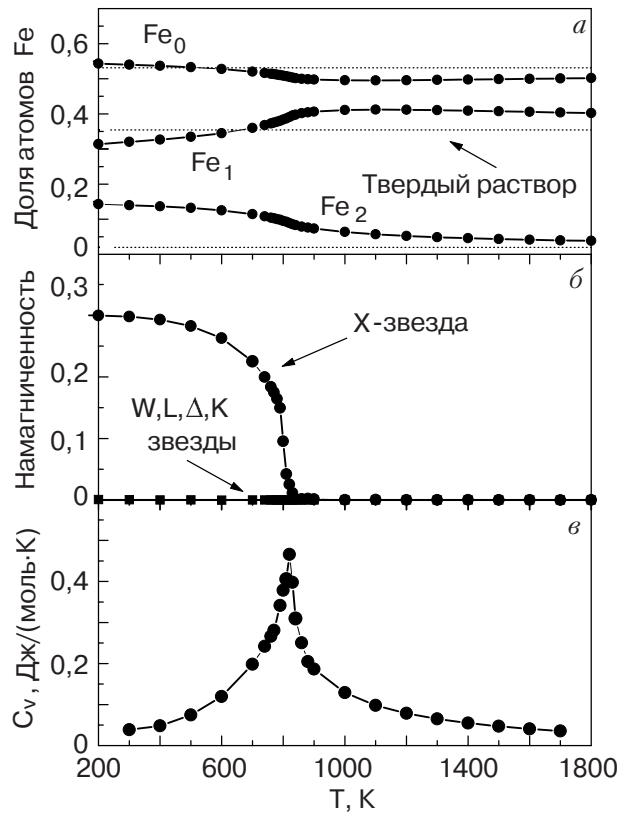 а
Доля атомов Fe
0,6
0,4
0,2
0
Fe0
Fe1
Fe2
Твердый раствор
б
Намагниченность
0,3
0,2
0,1
0
X-звезда
W,L,Δ,K
звезды
в
Cv, Дж/(моль·К)
0,4
0,2
0
200 600 1000 1400 1800
T, K